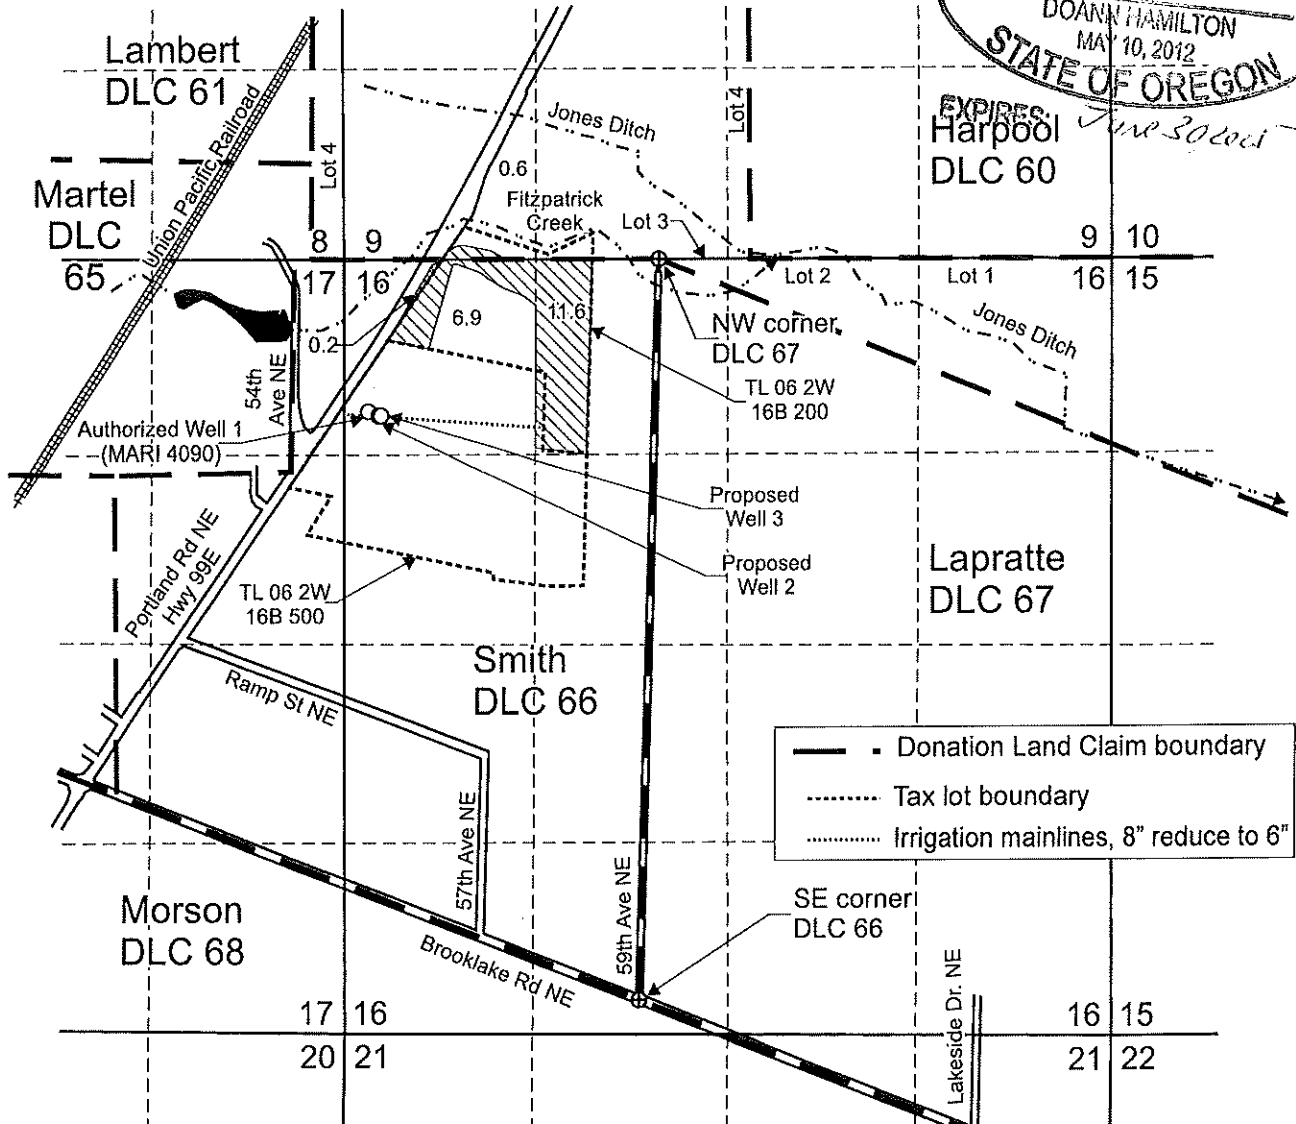 DOANN HAMILTON
MAY 10, 2012
STATE OF OREGON
EXPIRES:
Lambert
DLC 61
Union Pacific Railroad
Lot 4
Jones Ditch
Lot 4
Harpool
DLC 60
Martel
DLC
65
0.6
Fitzpatrick
Creek
Lot 3
8 9
17 16
9 10
16 15
Lot 2
Lot 1
Jones Ditch
6.9
11.6
0.2
NW corner
DLC 67
TL 06 2W
16B 200
54th
Ave NE
Authorized Well 1
(MARI 4090)
Proposed
Well 3
Proposed
Well 2
Portland Rd NE
Hwy 99E
TL 06 2W
16B 500
Lapratte
DLC 67
Smith
DLC 66
Ramp St NE
Donation Land Claim boundary
Tax lot boundary
Irrigation mainlines, 8" reduce to 6"
57th Ave NE
59th Ave NE
SE corner
DLC 66
Morson
DLC 68
Brooklake Rd NE
Lakeside Dr. NE
17 16
20 21
16 15
21 22